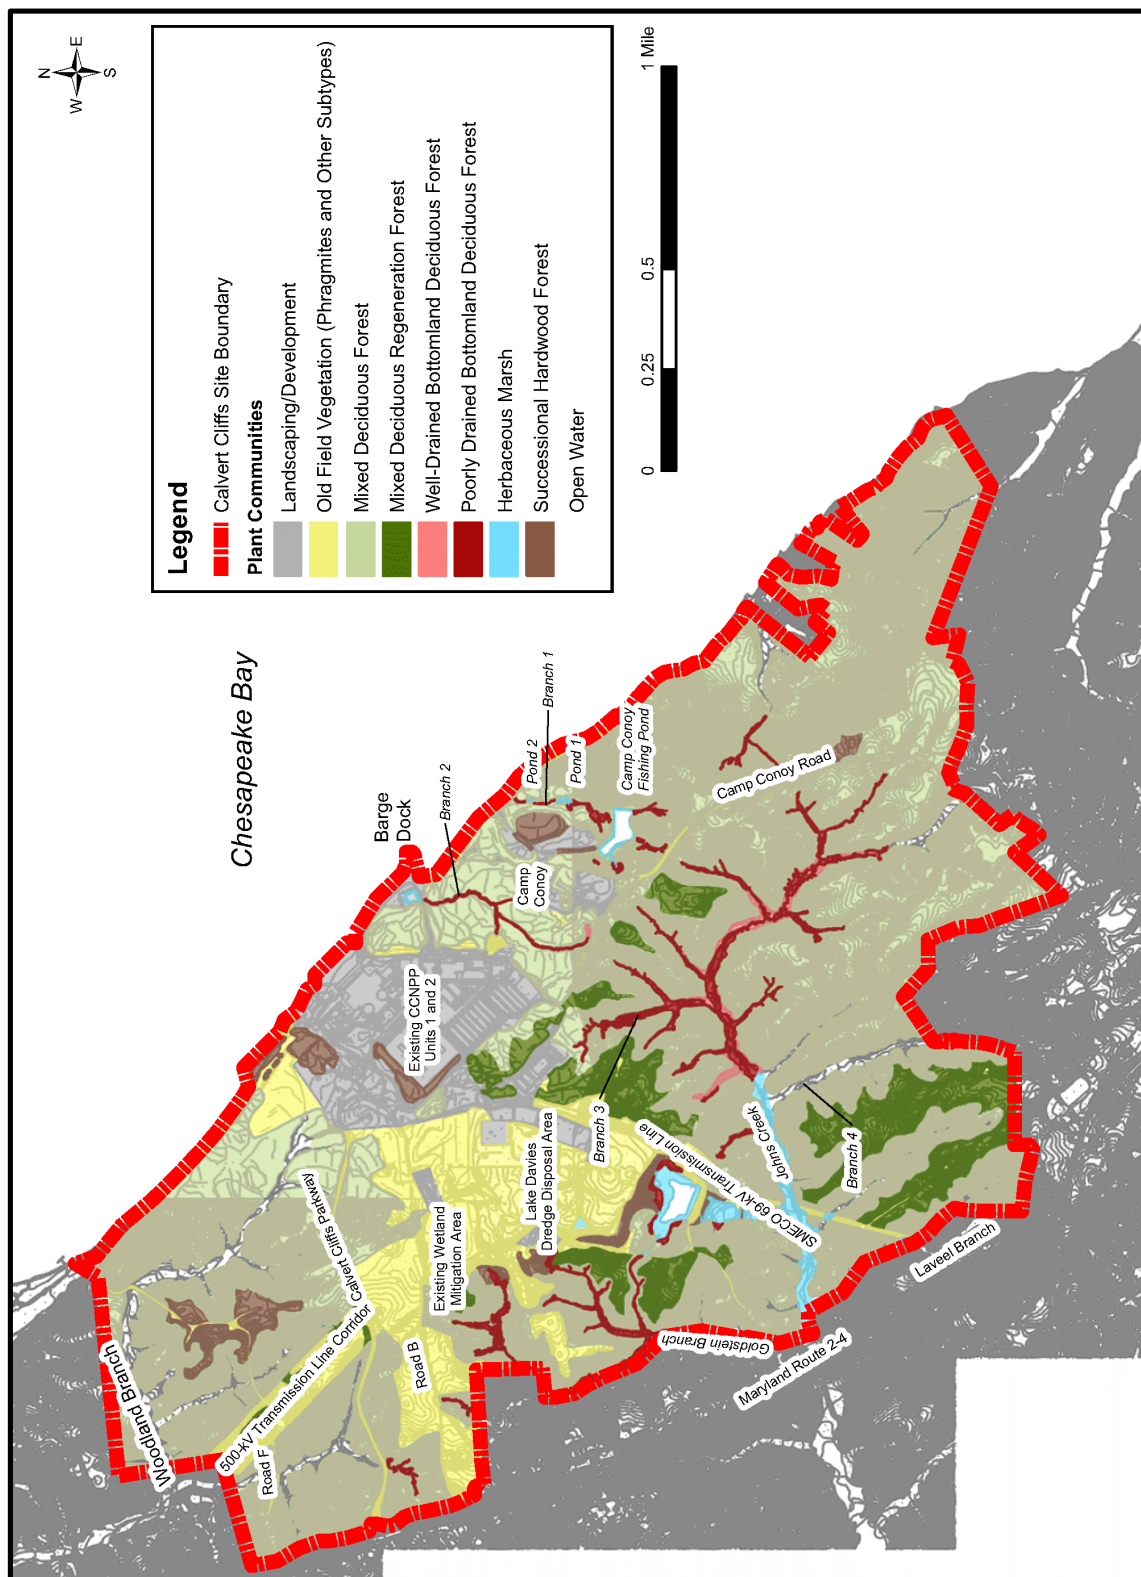 N
E
S
W
Legend
Calvert Cliffs Site Boundary
Plant Communities
Landscaping/Development
Old Field Vegetation (Phragmites and Other Subtypes)
Mixed Deciduous Forest
Mixed Deciduous Regeneration Forest
Well-Drained Bottomland Deciduous Forest
Poorly Drained Bottomland Deciduous Forest
Herbaceous Marsh
Successional Hardwood Forest
Open Water
0
0.25
0.5
1 Mile
Chesapeake Bay
Barge
Dock
Branch 2
Pond 2
Branch 1
Pond 1
Camp Conoy
Fishing Pond
Camp
Conoy
Camp Conoy Road
Existing CCNPP
Units 1 and 2
Branch 3
Lake Davies
Dredge Disposal Area
SMECO 69-kV Transmission Line
Johns Creek
Branch 4
Laveel Branch
Calvert Cliffs Parkway
Existing Wetland
Mitigation Area
500-kV Transmission Line Corridor
Road B
Road F
Woodland Branch
Goldstein Branch
Maryland Route 2-4